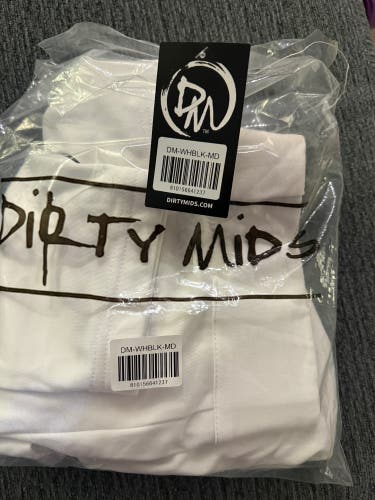 DM
TM
DM-WHBLK-MD
810156641237
DIRTYMIDS.COM
DiRTY MiDS
DM-WHBLK-MD
810156641237